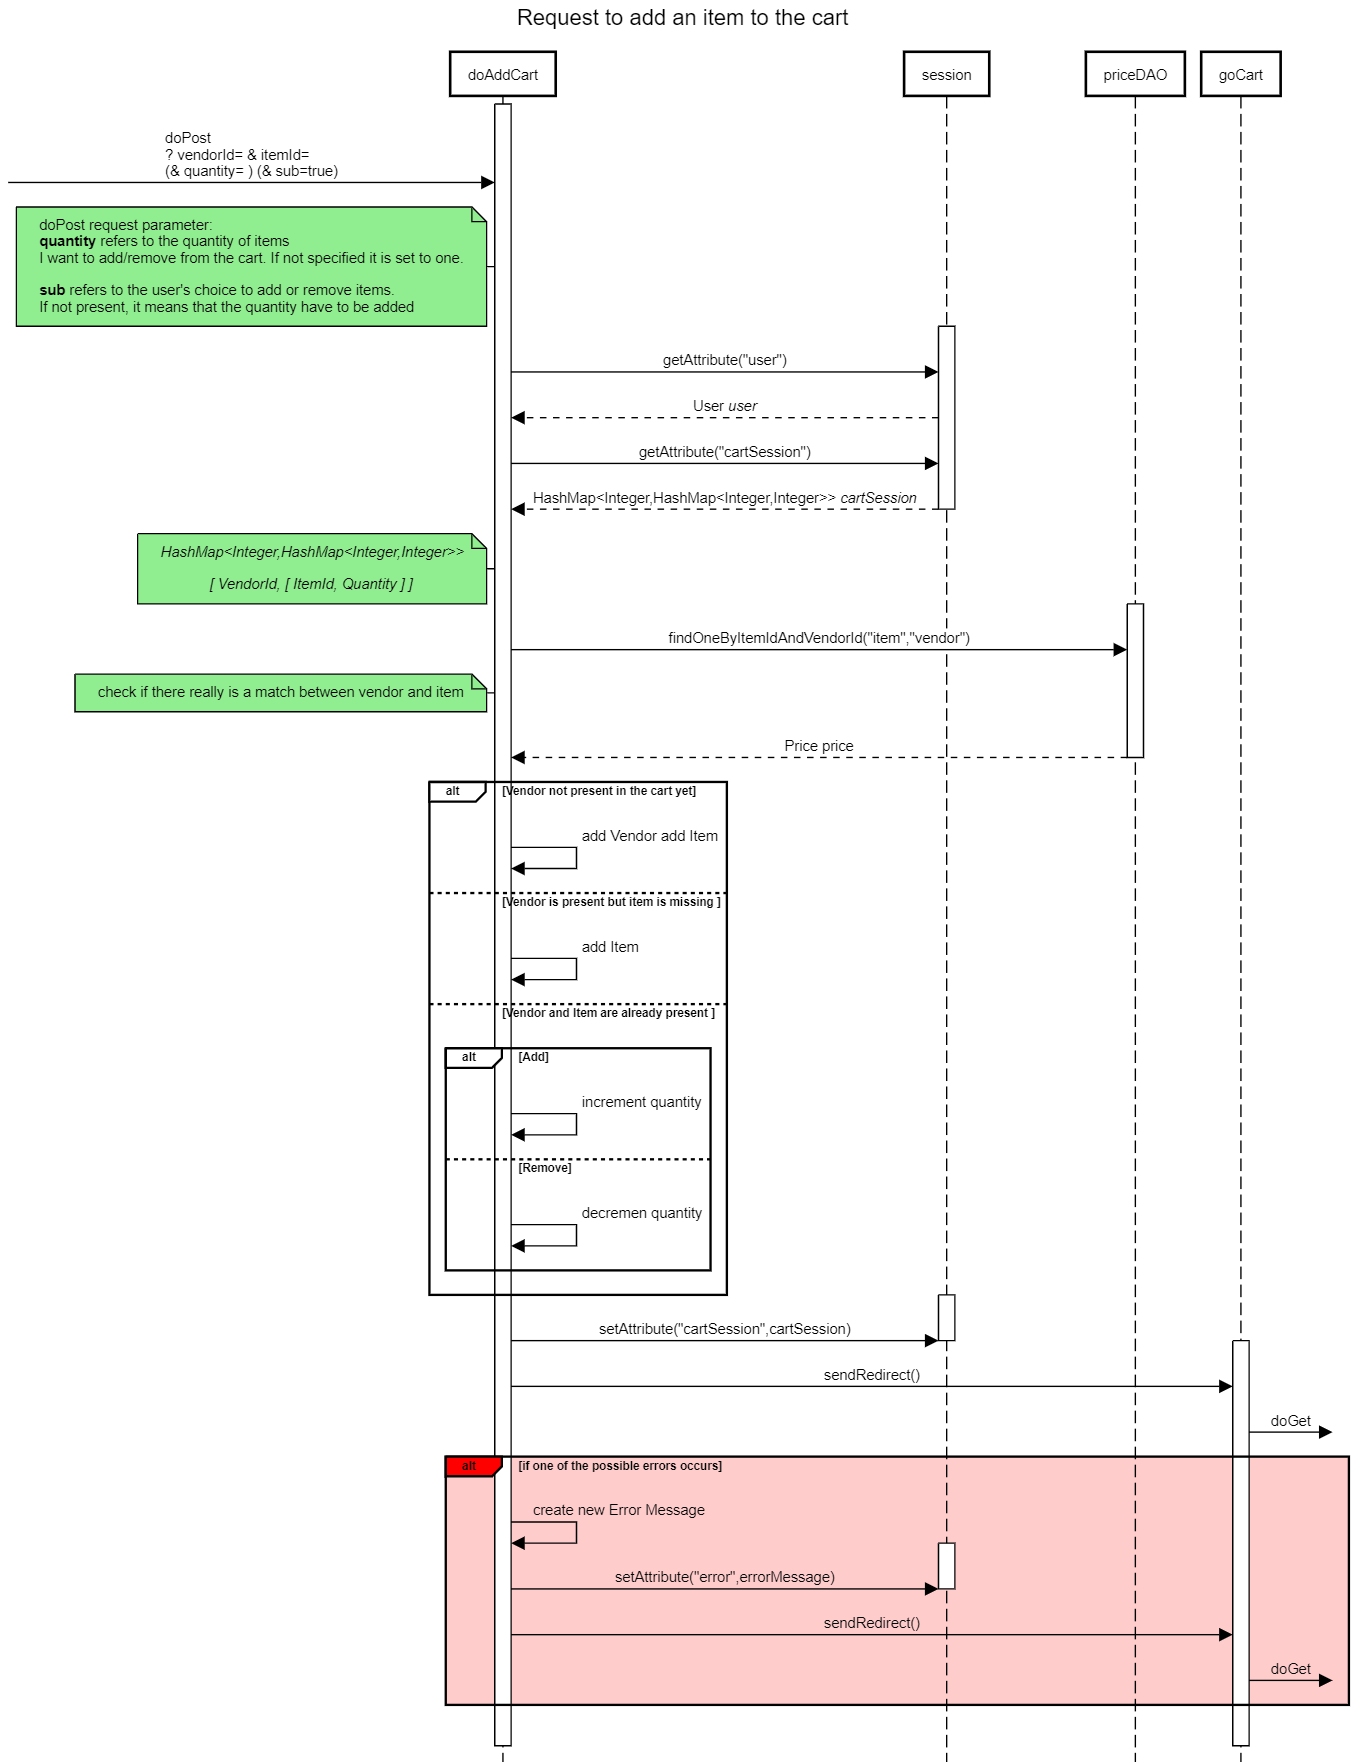 Request to add an item to the cart
doAddCart
session
priceDAO
goCart
doPost
? vendorId= & itemId=
(& quantity= ) (& sub=true)
doPost request parameter:
quantity refers to the quantity of items
I want to add/remove from the cart. If not specified it is set to one.
sub refers to the user's choice to add or remove items.
If not present, it means that the quantity have to be added
getAttribute("user")
User user
getAttribute("cartSession")
HashMap<Integer,HashMap<Integer,Integer>> cartSession
HashMap<Integer,HashMap<Integer,Integer>>
[ VendorId, [ ItemId, Quantity ] ]
findOneByItemIdAndVendorId("item","vendor")
check if there really is a match between vendor and item
Price price
alt
[Vendor not present in the cart yet]
add Vendor add Item
[Vendor is present but item is missing ]
add Item
[Vendor and Item are already present ]
alt
[Add]
increment quantity
[Remove]
decremen quantity
setAttribute("cartSession",cartSession)
sendRedirect()
doGet
alt
[if one of the possible errors occurs]
create new Error Message
setAttribute("error",errorMessage)
sendRedirect()
doGet